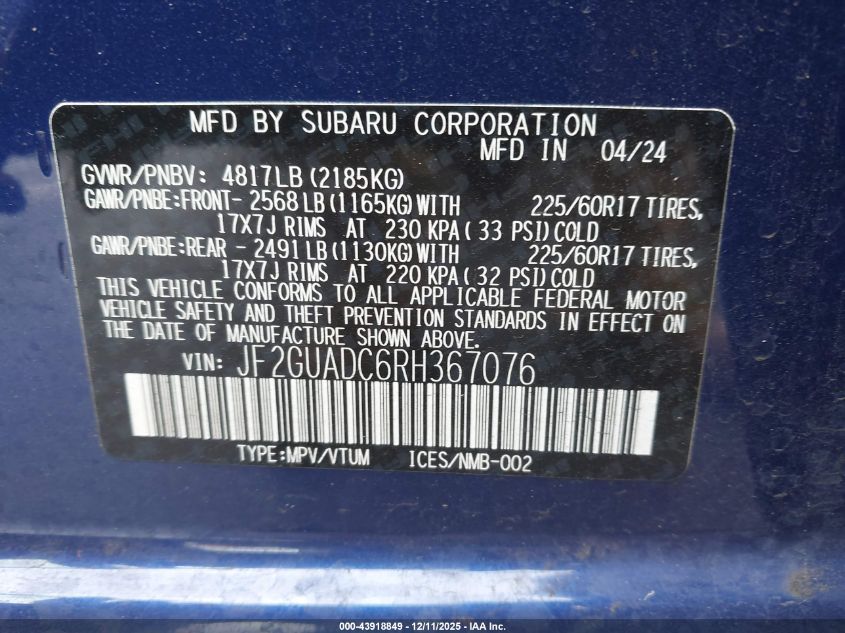 MFD BY SUBARU CORPORATION
MFD IN 04/24
GVWR/PNBV: 4817LB (2185KG)
GAWR/PNBE:FRONT- 2568 LB (1165KG) WITH 225/60R17 TIRES,
17X7J RIMS AT 230 KPA ( 33 PSI) COLD
GAWR/PNBE:REAR - 2491 LB (1130KG) WITH 225/60R17 TIRES,
17X7J RIMS AT 220 KPA ( 32 PSI) COLD
THIS VEHICLE CONFORMS TO ALL APPLICABLE FEDERAL MOTOR
VEHICLE SAFETY AND THEFT PREVENTION STANDARDS IN EFFECT ON
THE DATE OF MANUFACTURE SHOWN ABOVE.
VIN: JF2GUADC6RH367076
TYPE:MPV/VTUM ICES/NMB-002
000-43918849 - 12/11/2025 - IAA Inc.